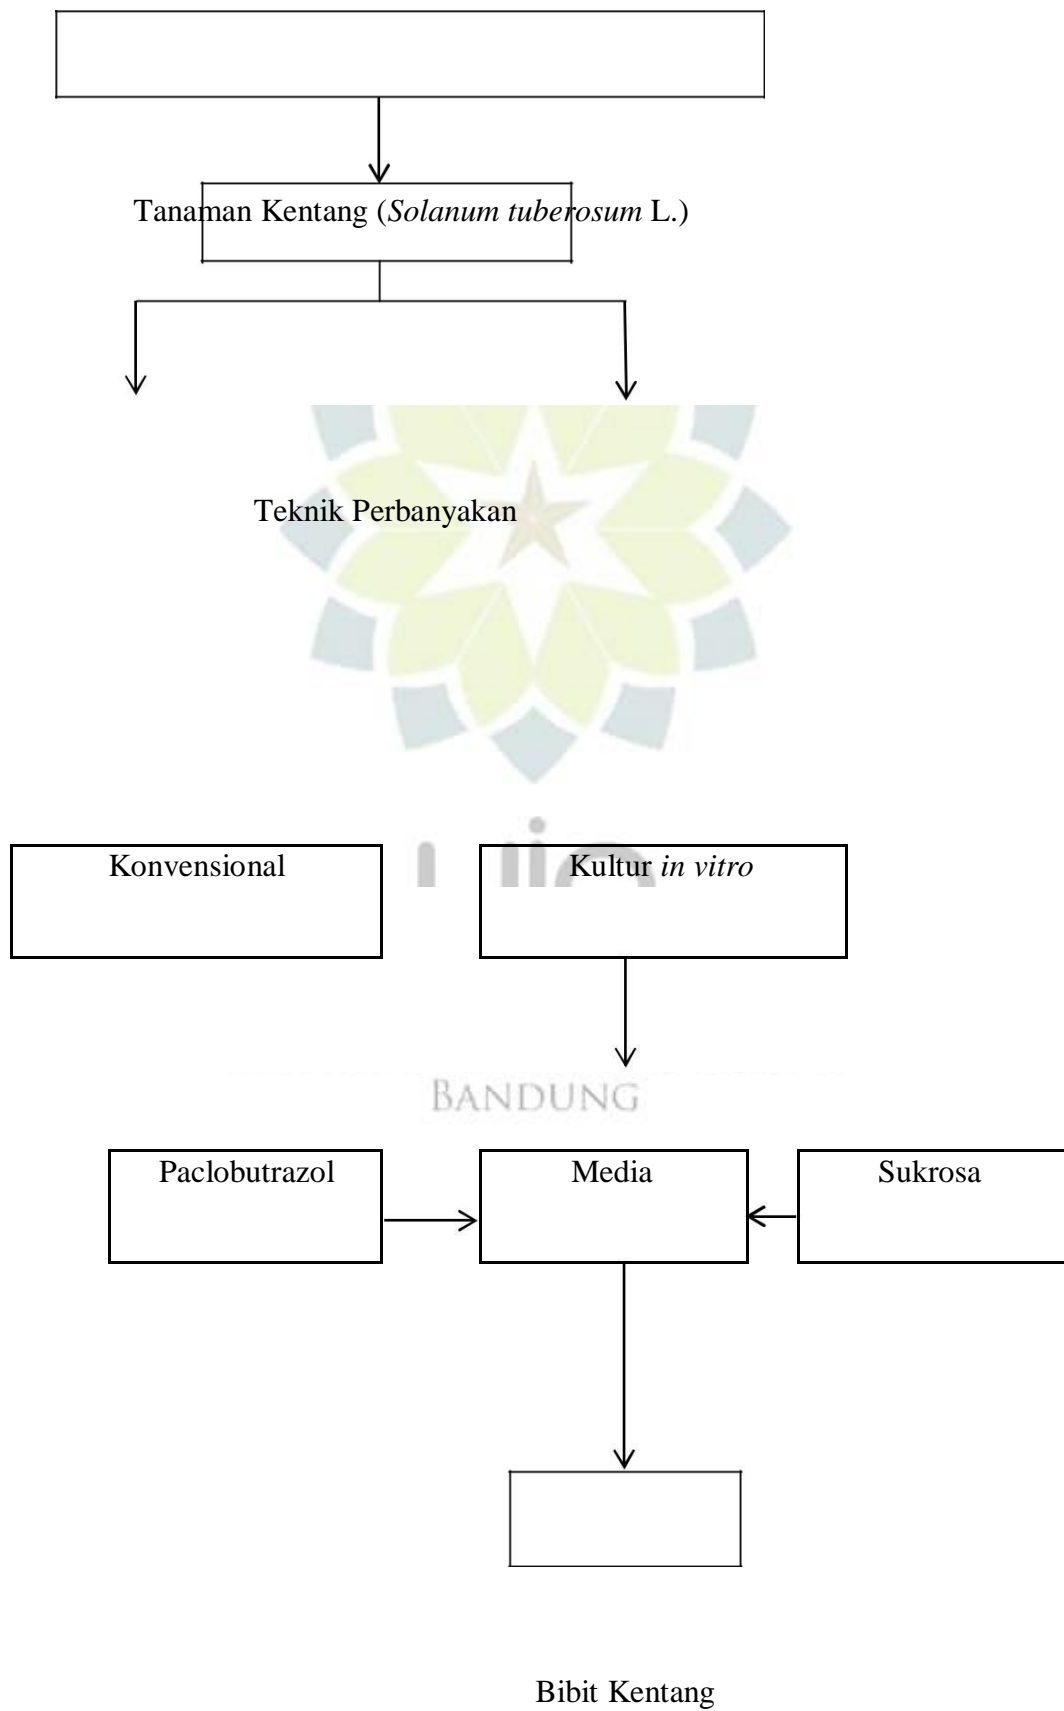 Tanaman Kentang (Solanum tuberosum L.)
Teknik Perbanyakan
Konvensional
Kultur in vitro
BANDUNG
Paclobutrazol
Media
Sukrosa
Bibit Kentang